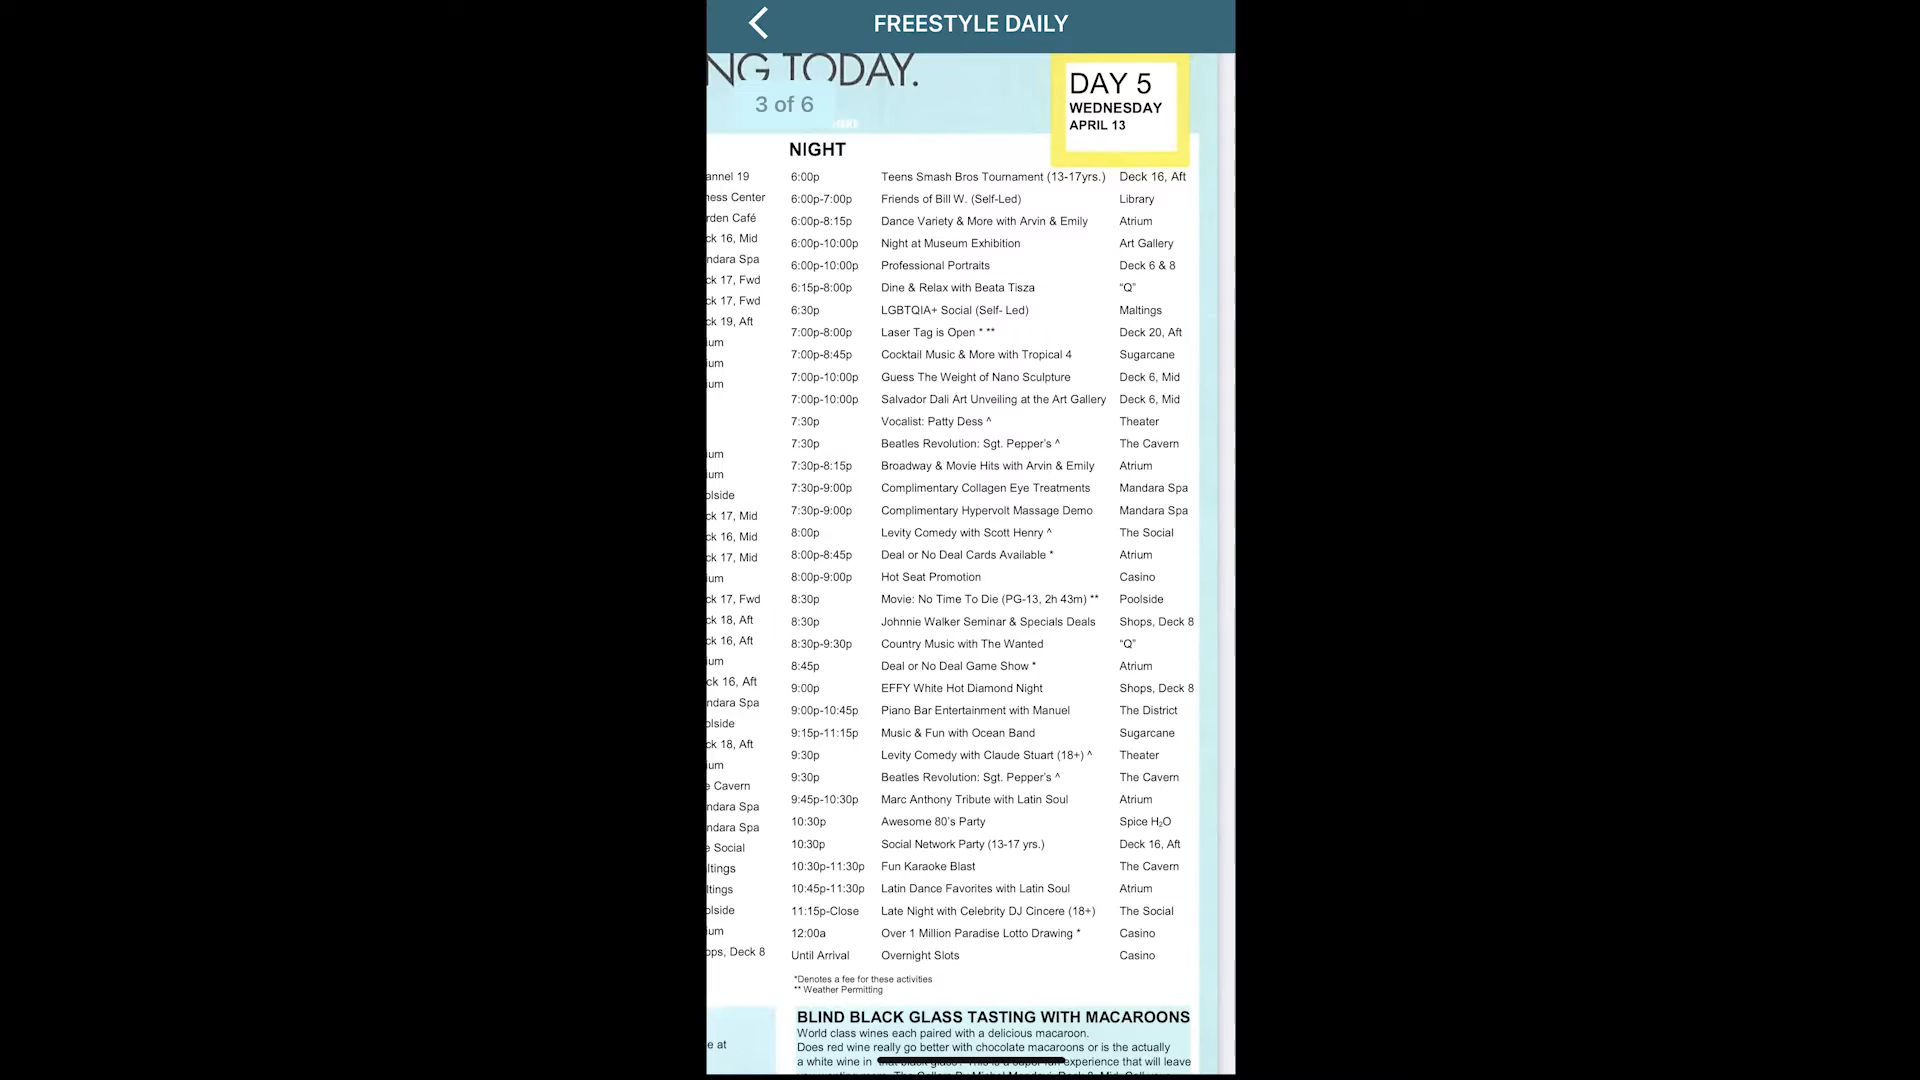 FREESTYLE DAILY
NG TODAY.
3 of 6
DAY 5
WEDNESDAY
APRIL 13
NIGHT
annel 19
ness Center
rden Café
ck 16, Mid
ndara Spa
ck 17, Fwd
ck 17, Fwd
ck 19, Aft
ium
ium
ium
ium
ium
olside
ck 17, Mid
ck 16, Mid
ck 17, Mid
ium
ck 17, Fwd
ck 18, Aft
ck 16, Aft
ium
ck 16, Aft
ndara Spa
olside
ck 18, Aft
ium
e Cavern
ndara Spa
ndara Spa
e Social
ltings
ltings
olside
ium
ops, Deck 8
e at
6:00p Teens Smash Bros Tournament (13-17yrs.) Deck 16, Aft
6:00p-7:00p Friends of Bill W. (Self-Led) Library
6:00p-8:15p Dance Variety & More with Arvin & Emily Atrium
6:00p-10:00p Night at Museum Exhibition Art Gallery
6:00p-10:00p Professional Portraits Deck 6 & 8
6:15p-8:00p Dine & Relax with Beata Tisza “Q”
6:30p LGBTQIA+ Social (Self- Led) Maltings
7:00p-8:00p Laser Tag is Open * ** Deck 20, Aft
7:00p-8:45p Cocktail Music & More with Tropical 4 Sugarcane
7:00p-10:00p Guess The Weight of Nano Sculpture Deck 6, Mid
7:00p-10:00p Salvador Dali Art Unveiling at the Art Gallery Deck 6, Mid
7:30p Vocalist: Patty Dess ^ Theater
7:30p Beatles Revolution: Sgt. Pepper’s ^ The Cavern
7:30p-8:15p Broadway & Movie Hits with Arvin & Emily Atrium
7:30p-9:00p Complimentary Collagen Eye Treatments Mandara Spa
7:30p-9:00p Complimentary Hypervolt Massage Demo Mandara Spa
8:00p Levity Comedy with Scott Henry ^ The Social
8:00p-8:45p Deal or No Deal Cards Available * Atrium
8:00p-9:00p Hot Seat Promotion Casino
8:30p Movie: No Time To Die (PG-13, 2h 43m) ** Poolside
8:30p Johnnie Walker Seminar & Specials Deals Shops, Deck 8
8:30p-9:30p Country Music with The Wanted “Q”
8:45p Deal or No Deal Game Show * Atrium
9:00p EFFY White Hot Diamond Night Shops, Deck 8
9:00p-10:45p Piano Bar Entertainment with Manuel The District
9:15p-11:15p Music & Fun with Ocean Band Sugarcane
9:30p Levity Comedy with Claude Stuart (18+) ^ Theater
9:30p Beatles Revolution: Sgt. Pepper’s ^ The Cavern
9:45p-10:30p Marc Anthony Tribute with Latin Soul Atrium
10:30p Awesome 80’s Party Spice H₂O
10:30p Social Network Party (13-17 yrs.) Deck 16, Aft
10:30p-11:30p Fun Karaoke Blast The Cavern
10:45p-11:30p Latin Dance Favorites with Latin Soul Atrium
11:15p-Close Late Night with Celebrity DJ Cincere (18+) The Social
12:00a Over 1 Million Paradise Lotto Drawing * Casino
Until Arrival Overnight Slots Casino
*Denotes a fee for these activities
** Weather Permitting
BLIND BLACK GLASS TASTING WITH MACAROONS
World class wines each paired with a delicious macaroon.
Does red wine really go better with chocolate macaroons or is the actually
a white wine in experience that will leave